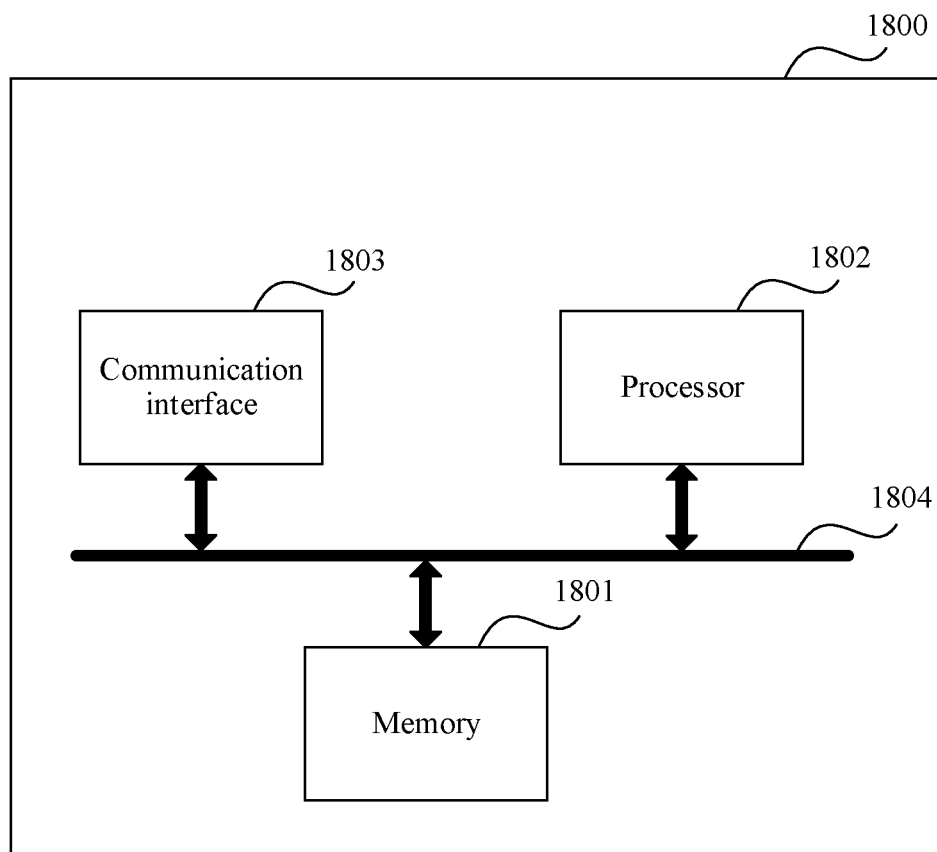 1800
1803
1802
Communication
interface
Processor
1804
1801
Memory